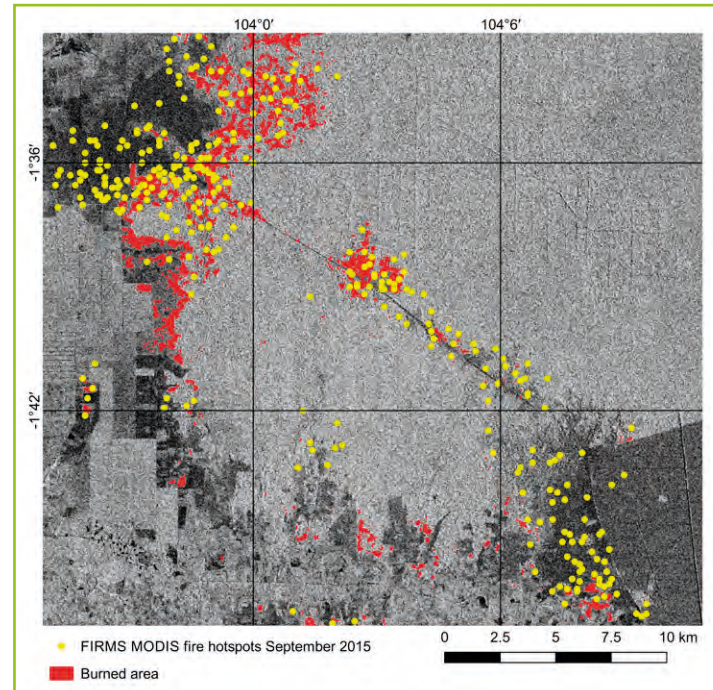 104°0′ 104°6′
-1°36′
-1°42′
FIRMS MODIS fire hotspots September 2015
Burned area
0 2.5 5 7.5 10 km